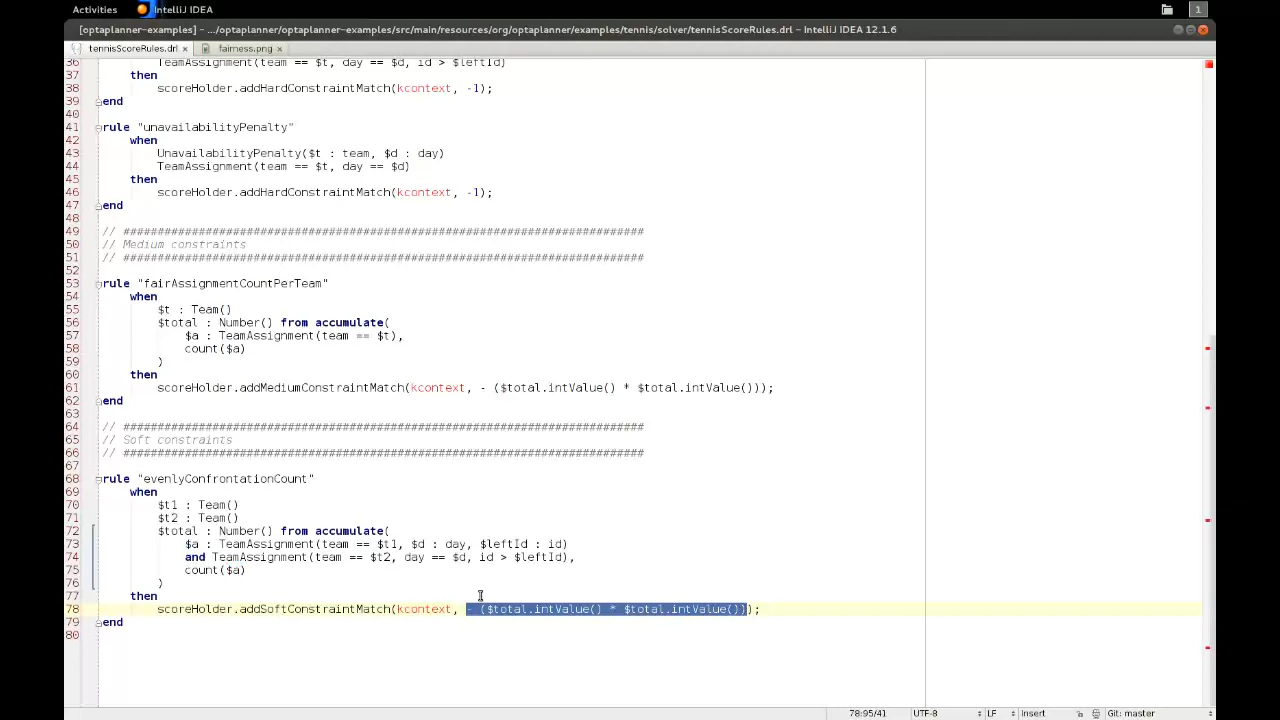 Activities IntelliJ IDEA 1
[optaplanner-examples] - .../optaplanner-examples/src/main/resources/org/optaplanner/examples/tennis/solver/tennisScoreRules.drl - IntelliJ IDEA 12.1.6
tennisScoreRules.drl × fairness.png ×
36 TeamAssignment(team == $t, day == $d, id > $leftId)
37 then
38 scoreHolder.addHardConstraintMatch(kcontext, -1);
39 end
40
41 rule "unavailabilityPenalty"
42 when
43 UnavailabilityPenalty($t : team, $d : day)
44 TeamAssignment(team == $t, day == $d)
45 then
46 scoreHolder.addHardConstraintMatch(kcontext, -1);
47 end
48
49 // ############################################################################
50 // Medium constraints
51 // ############################################################################
52
53 rule "fairAssignmentCountPerTeam"
54 when
55 $t : Team()
56 $total : Number() from accumulate(
57 $a : TeamAssignment(team == $t),
58 count($a)
59 )
60 then
61 scoreHolder.addMediumConstraintMatch(kcontext, - ($total.intValue() * $total.intValue()));
62 end
63
64 // ############################################################################
65 // Soft constraints
66 // ############################################################################
67
68 rule "evenlyConfrontationCount"
69 when
70 $t1 : Team()
71 $t2 : Team()
72 $total : Number() from accumulate(
73 $a : TeamAssignment(team == $t1, $d : day, $leftId : id)
74 and TeamAssignment(team == $t2, day == $d, id > $leftId),
75 count($a)
76 )
77 then
78 scoreHolder.addSoftConstraintMatch(kcontext, - ($total.intValue() * $total.intValue()));
79 end
80
78:95/41 UTF-8 LF Insert Git: master